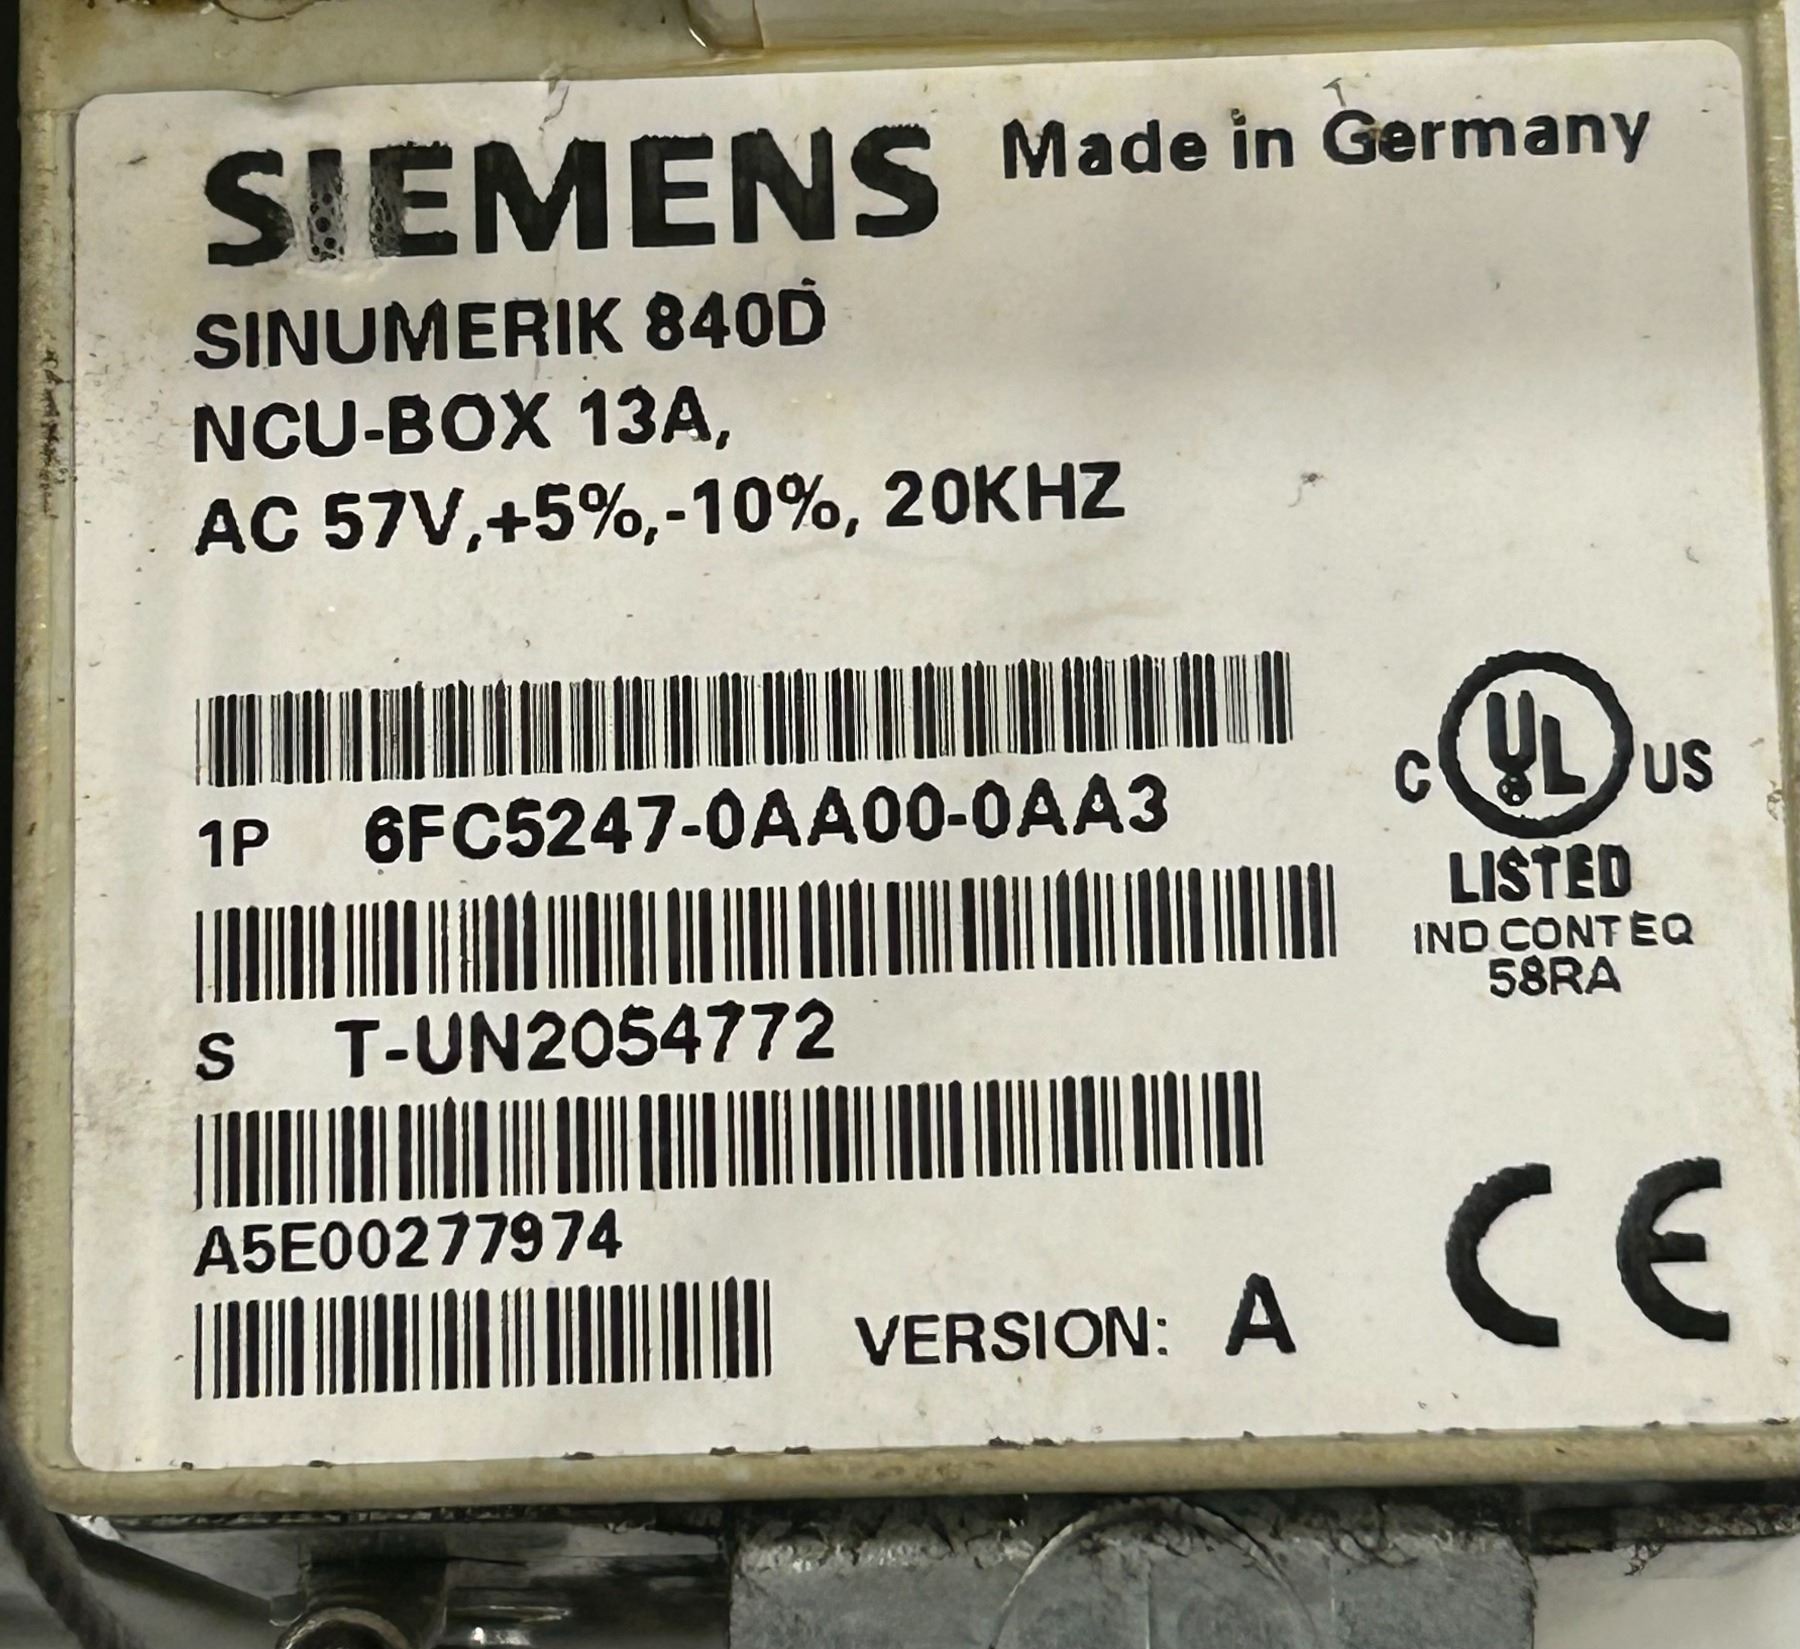 SIEMENS Made in Germany
SINUMERIK 840D
NCU-BOX 13A,
AC 57V,+5%,-10%, 20KHZ
1P 6FC5247-0AA00-0AA3
C UL US
LISTED
IND.CONT EQ
58RA
S T-UN2054772
A5E00277974
VERSION: A
CE